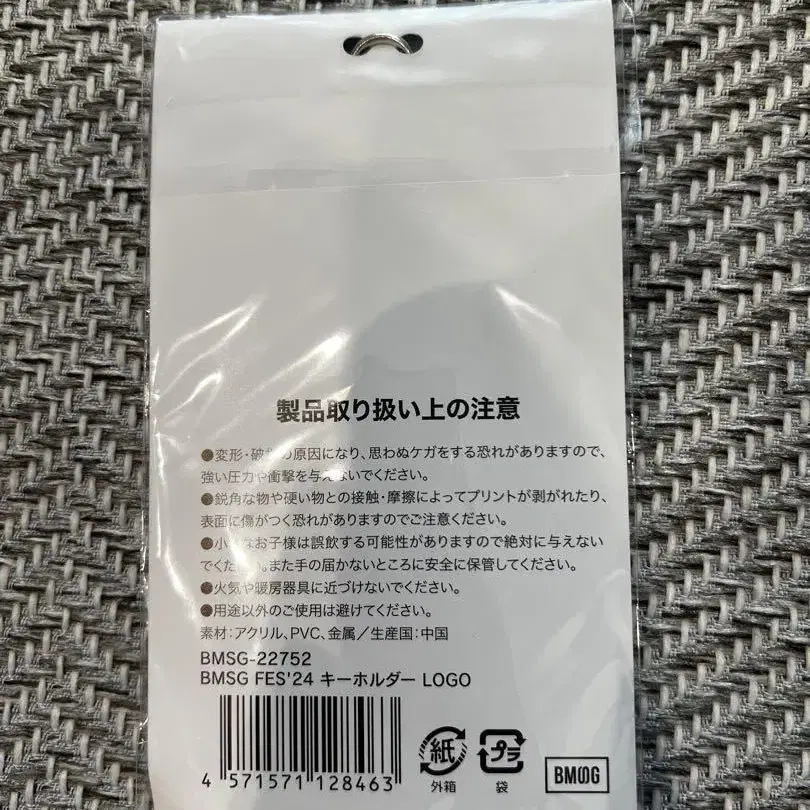 製品取り扱い上の注意
●変形・破の原因になり、思わぬケガをする恐れがありますので、
強い圧力や衝撃を与えないでください。
●鋭角な物や硬い物との接触・摩擦によってプリントが剥がれたり、
表面に傷がつく恐れがありますのでご注意ください。
●小さなお子様は誤飲する可能性がありますので絶対に与えない
でください。また手の届かないところに安全に保管してください。
●火気や暖房器具に近づけないでください。
●用途以外のご使用は避けてください。
素材:アクリル、PVC、金属/生産国:中国
BMSG-22752
BMSG FES'24 キーホルダー LOGO
4 571571 128463
紙
外箱
プラ
袋
BMSG